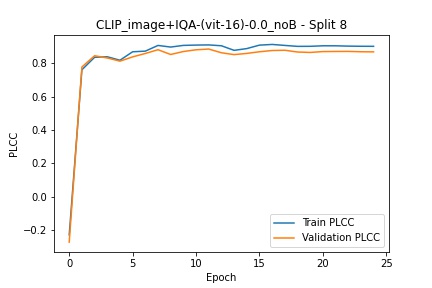 CLIP_image+IQA-(vit-16)-0.0_noB - Split 8
PLCC
0.8
0.6
0.4
0.2
0.0
−0.2
0 5 10 15 20 25
Epoch
Train PLCC
Validation PLCC